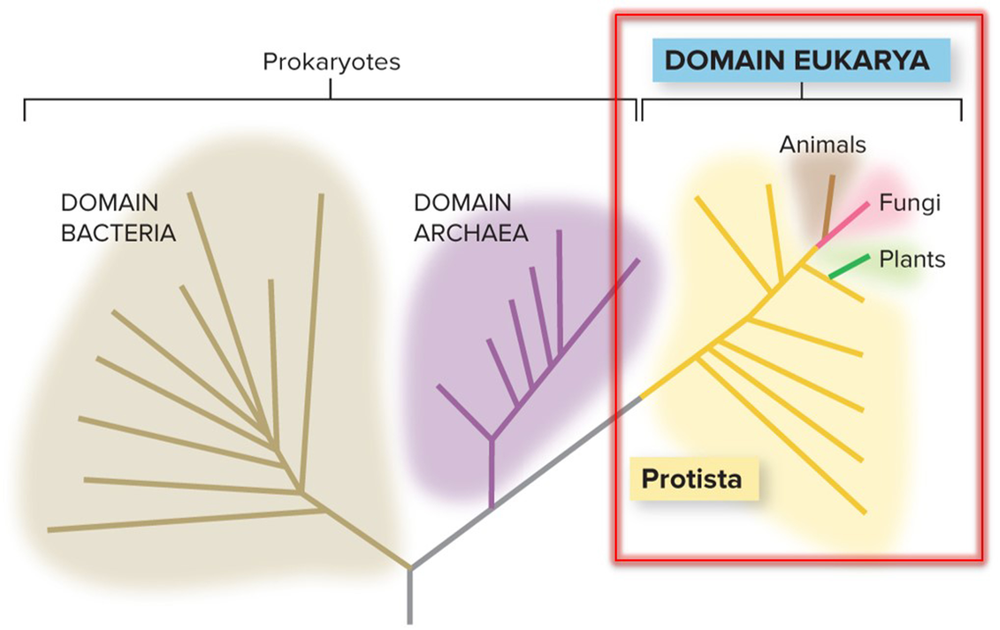 Prokaryotes
DOMAIN EUKARYA
Animals
DOMAIN
BACTERIA
DOMAIN
ARCHAEA
Fungi
Plants
Protista